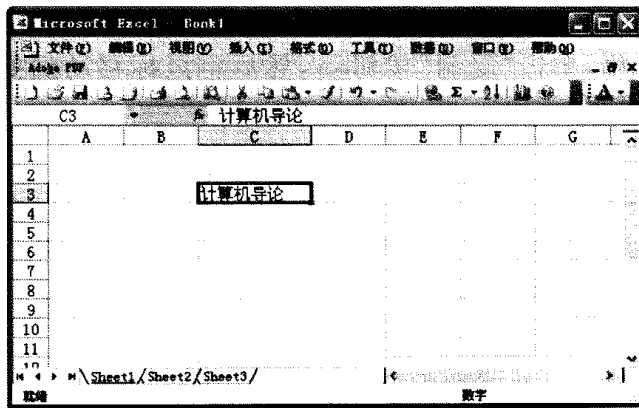 Microsoft Excel - Book1
文件(F) 编辑(E) 视图(V) 插入(I) 格式(O) 工具(T) 数据(D) 窗口(W) 帮助(H)
Adobe PDF
C3 计算机导论
A B C D E F G
1
2
3 计算机导论
4
5
6
7
8
9
10
11
12
Sheet1 / Sheet2 / Sheet3 /
就绪 数字